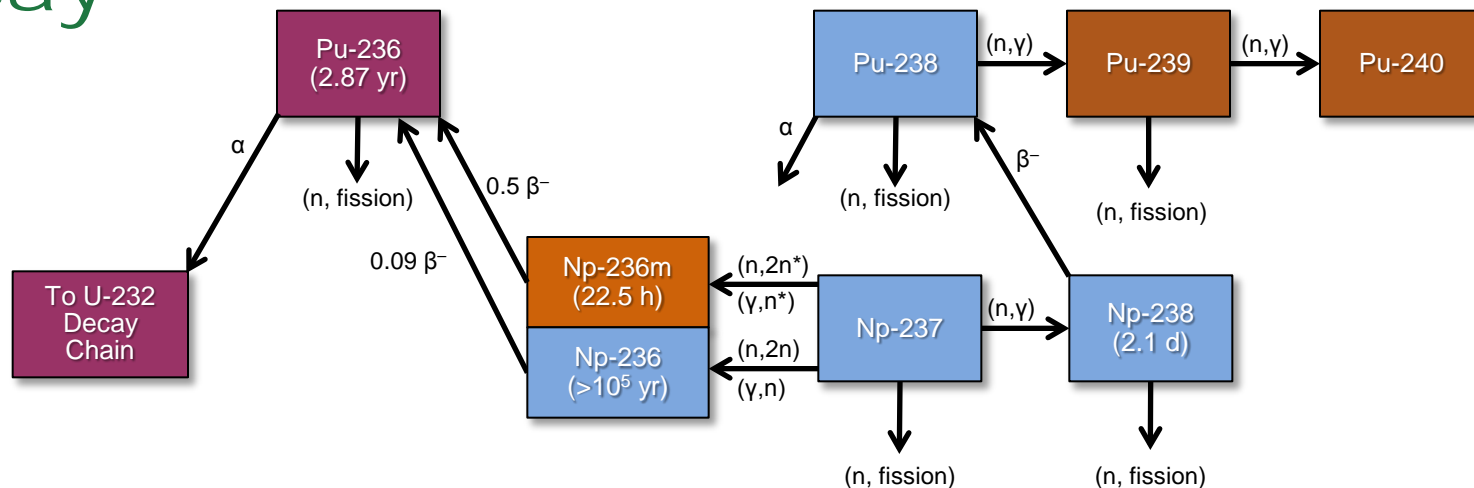 Pu-236
(2.87 yr)
Pu-238
(n,γ)
Pu-239
(n,γ)
Pu-240
α
(n, fission)
α
(n, fission)
β⁻
(n, fission)
0.5 β⁻
0.09 β⁻
To U-232
Decay
Chain
Np-236m
(22.5 h)
(n,2n*)
(γ,n*)
Np-236
(>10⁵ yr)
(n,2n)
(γ,n)
Np-237
(n,γ)
Np-238
(2.1 d)
(n, fission)
(n, fission)